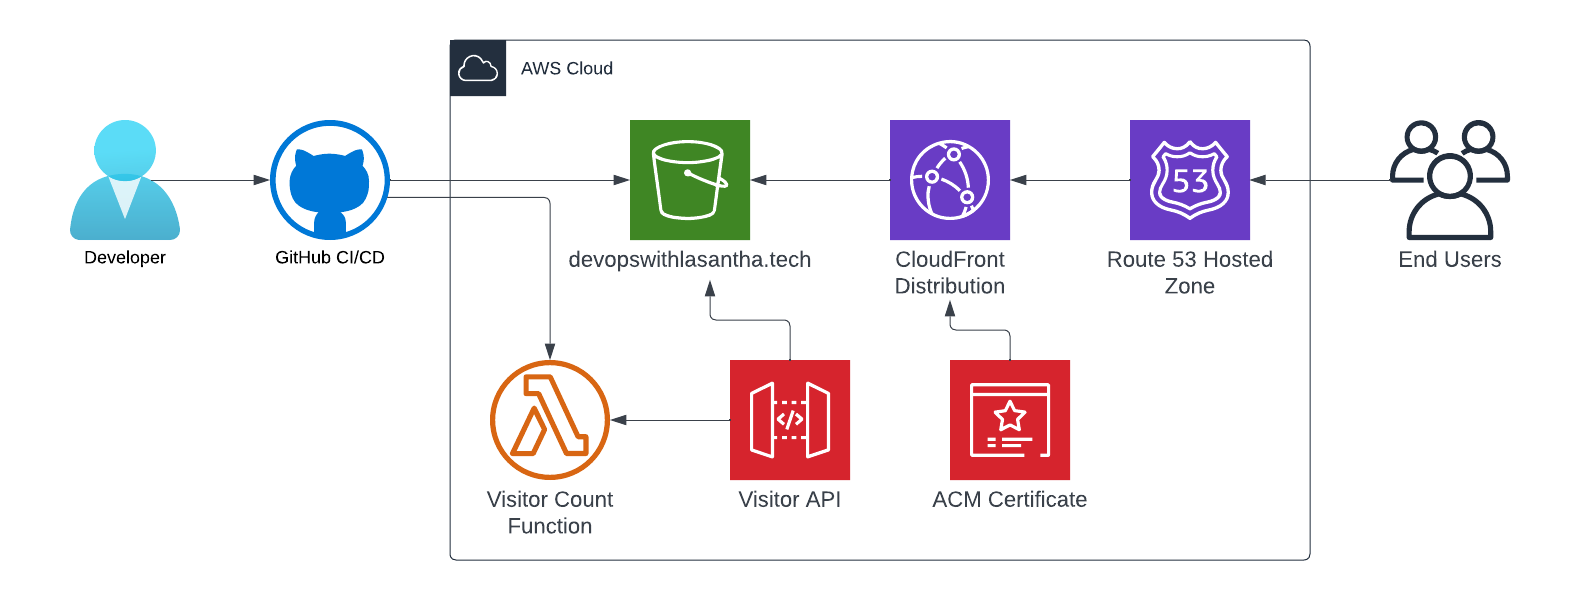 AWS Cloud
53
Developer
GitHub CI/CD
devopswithlasantha.tech
CloudFront
Distribution
Route 53 Hosted
Zone
End Users
</>
Visitor Count
Function
Visitor API
ACM Certificate